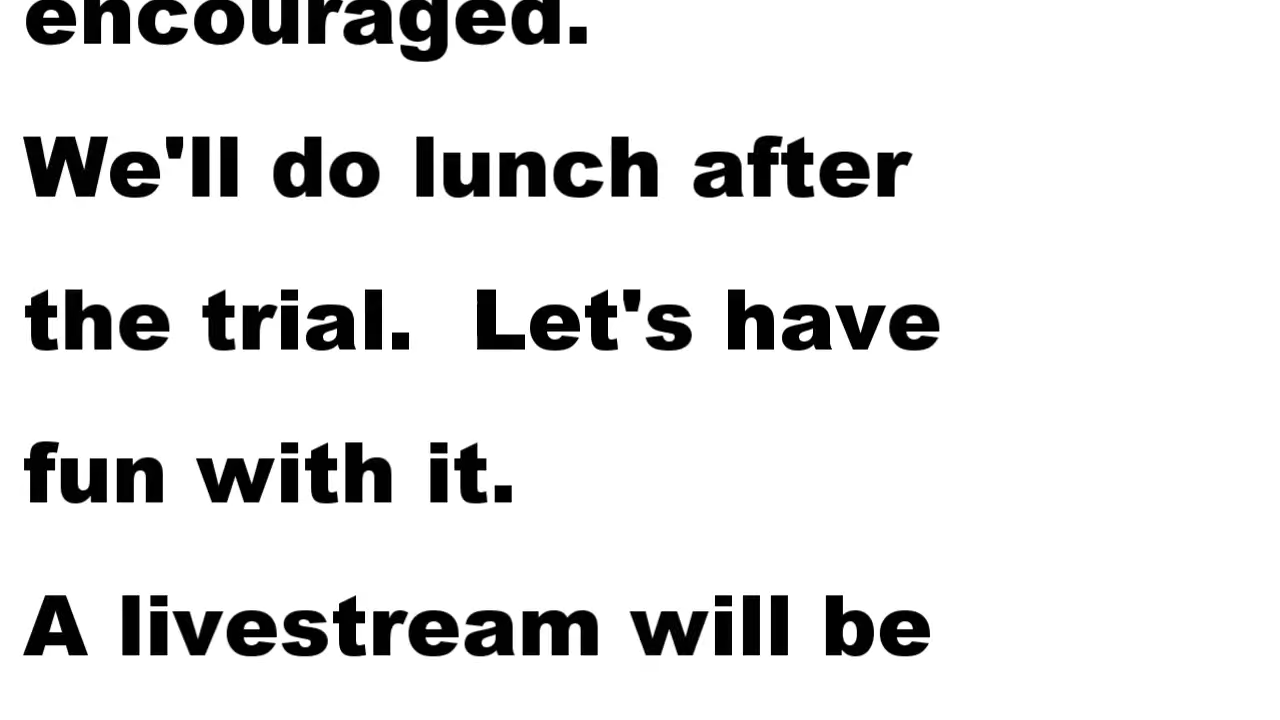 encouraged.
We'll do lunch after
the trial.  Let's have
fun with it.
A livestream will be